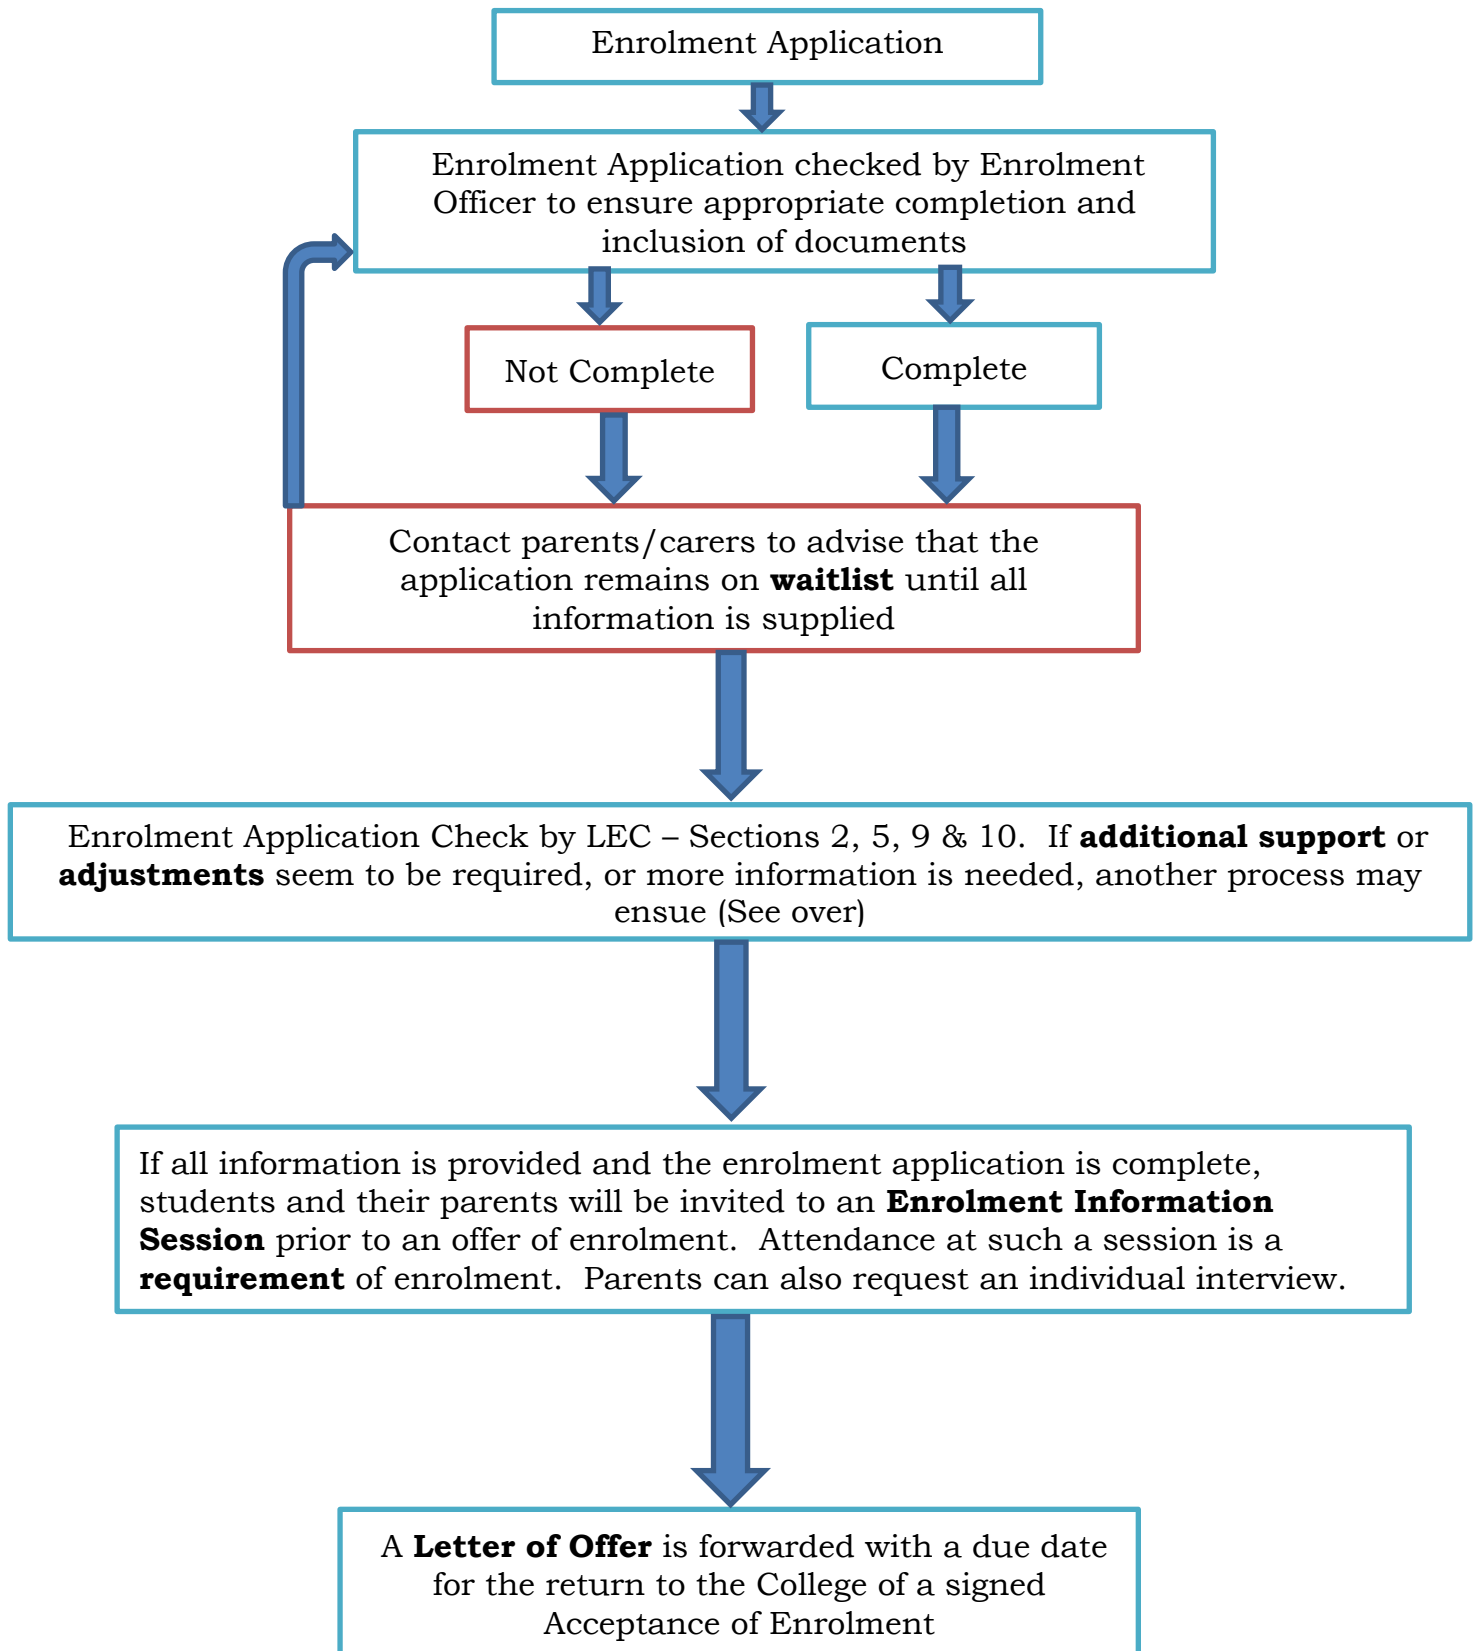 Enrolment Application
Enrolment Application checked by Enrolment
Officer to ensure appropriate completion and
inclusion of documents
Not Complete
Complete
Contact parents/carers to advise that the
application remains on waitlist until all
information is supplied
Enrolment Application Check by LEC – Sections 2, 5, 9 & 10.  If additional support or
adjustments seem to be required, or more information is needed, another process may
ensue (See over)
If all information is provided and the enrolment application is complete,
students and their parents will be invited to an Enrolment Information
Session prior to an offer of enrolment.  Attendance at such a session is a
requirement of enrolment.  Parents can also request an individual interview.
A Letter of Offer is forwarded with a due date
for the return to the College of a signed
Acceptance of Enrolment